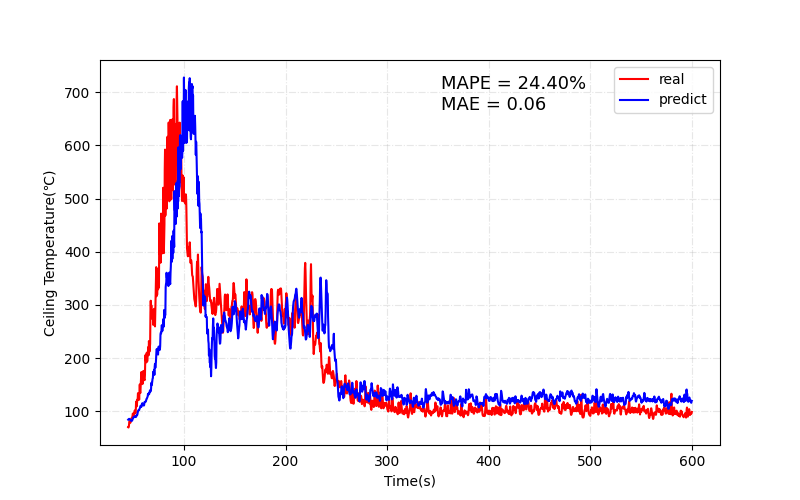 MAPE = 24.40%
MAE = 0.06
real
predict
Ceiling Temperature(℃)
700
600
500
400
300
200
100
100 200 300 400 500 600
Time(s)